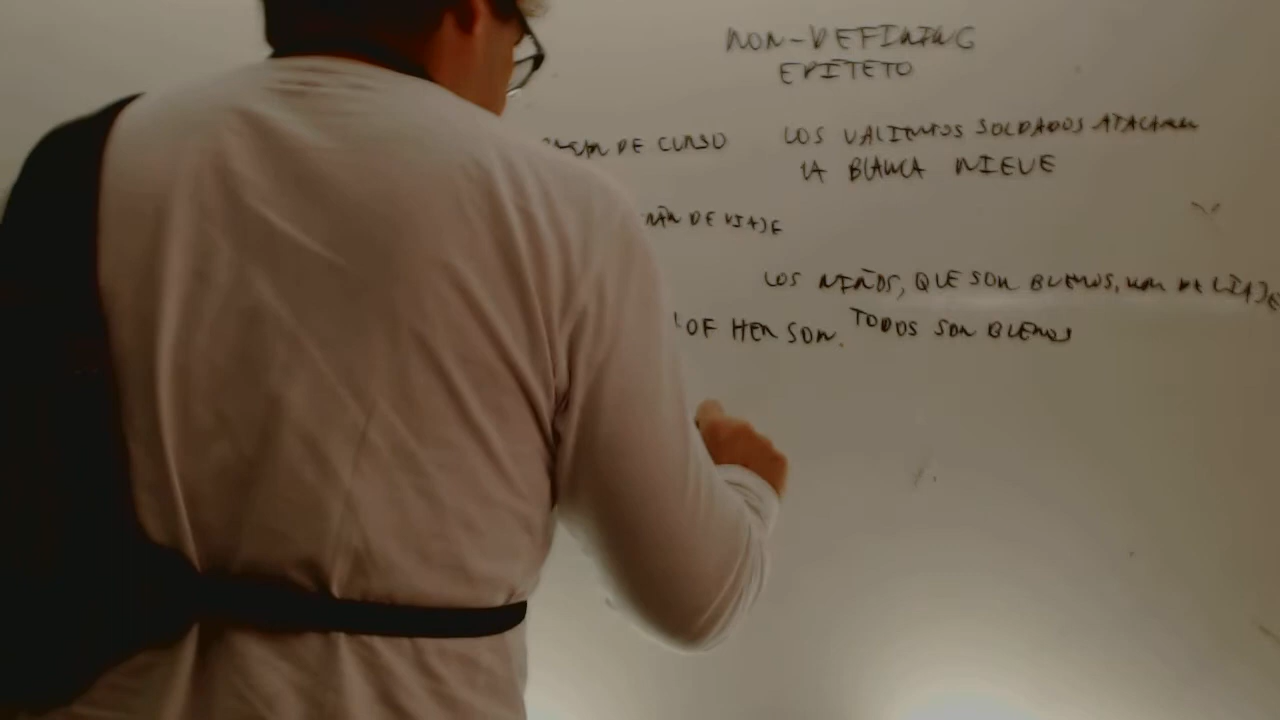 NON-DEFINING
EPÍTETO
DE CURSO
LOS VALIENTES SOLDADOS ATACARON
LA BLANCA NIEVE
DE VIAJE
LOS NIÑOS, QUE SON BUENOS, VAN DE VIAJE
OF HER SON.
TODOS SON BUENOS